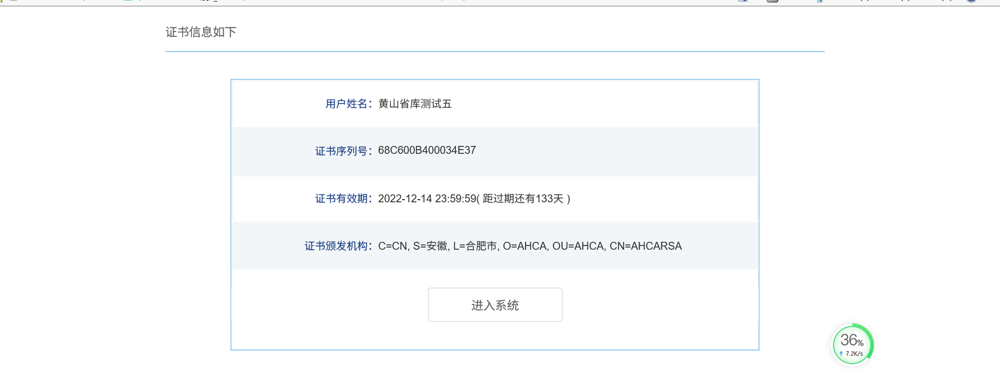 证书信息如下
用户姓名：黄山省库测试五
证书序列号：68C600B400034E37
证书有效期：2022-12-14 23:59:59( 距过期还有133天 )
证书颁发机构：C=CN, S=安徽, L=合肥市, O=AHCA, OU=AHCA, CN=AHCARSA
进入系统
36%
7.2K/s